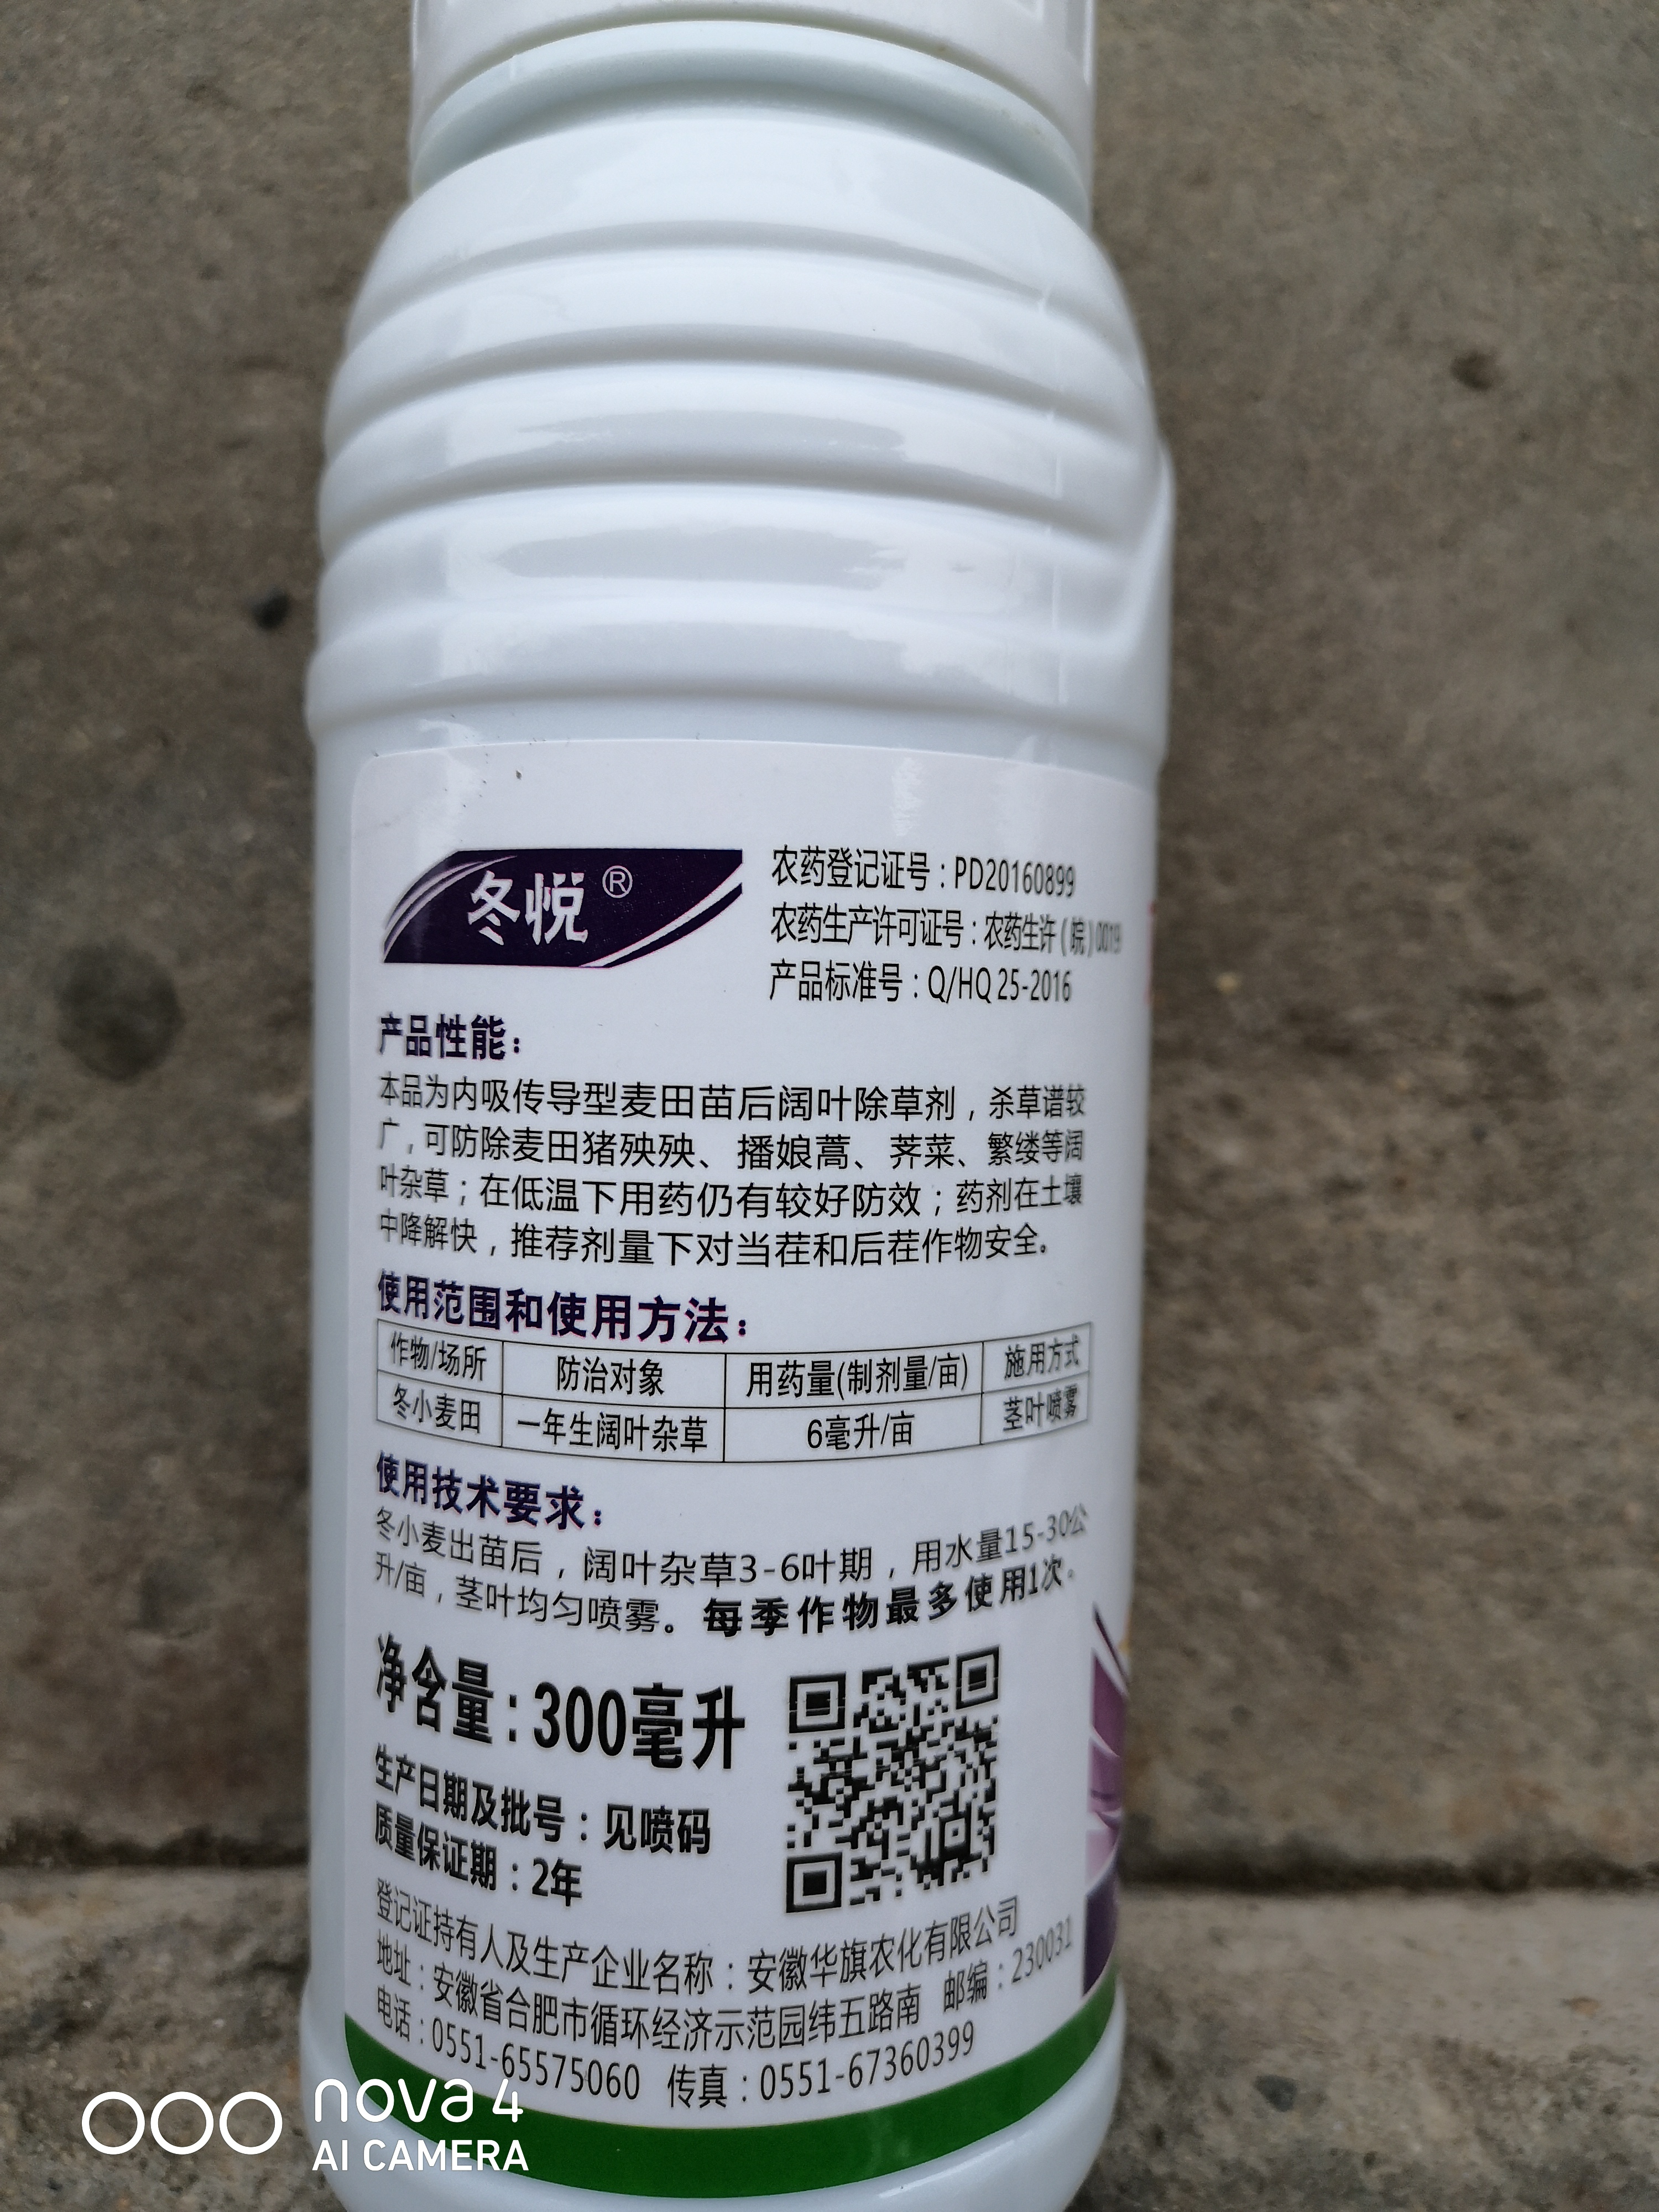 冬悦®
农药登记证号：PD20160899
农药生产许可证号：农药生许(皖)0019
产品标准号：Q/HQ 25-2016
产品性能：
本品为内吸传导型麦田苗后阔叶除草剂，杀草谱较
广，可防除麦田猪殃殃、播娘蒿、荠菜、繁缕等阔
叶杂草；在低温下用药仍有较好防效；药剂在土壤
中降解快，推荐剂量下对当茬和后茬作物安全。
使用范围和使用方法：
作物/场所 防治对象 用药量(制剂量/亩) 施用方式
冬小麦田 一年生阔叶杂草 6毫升/亩 茎叶喷雾
使用技术要求：
冬小麦出苗后，阔叶杂草3-6叶期，用水量15-30公
升/亩，茎叶均匀喷雾。每季作物最多使用1次。
净含量：300毫升
生产日期及批号：见喷码
质量保证期：2年
登记证持有人及生产企业名称：安徽华旗农化有限公司
地址：安徽省合肥市循环经济示范园纬五路南 邮编：230031
电话：0551-65575060 传真：0551-67360399
nova 4
AI CAMERA